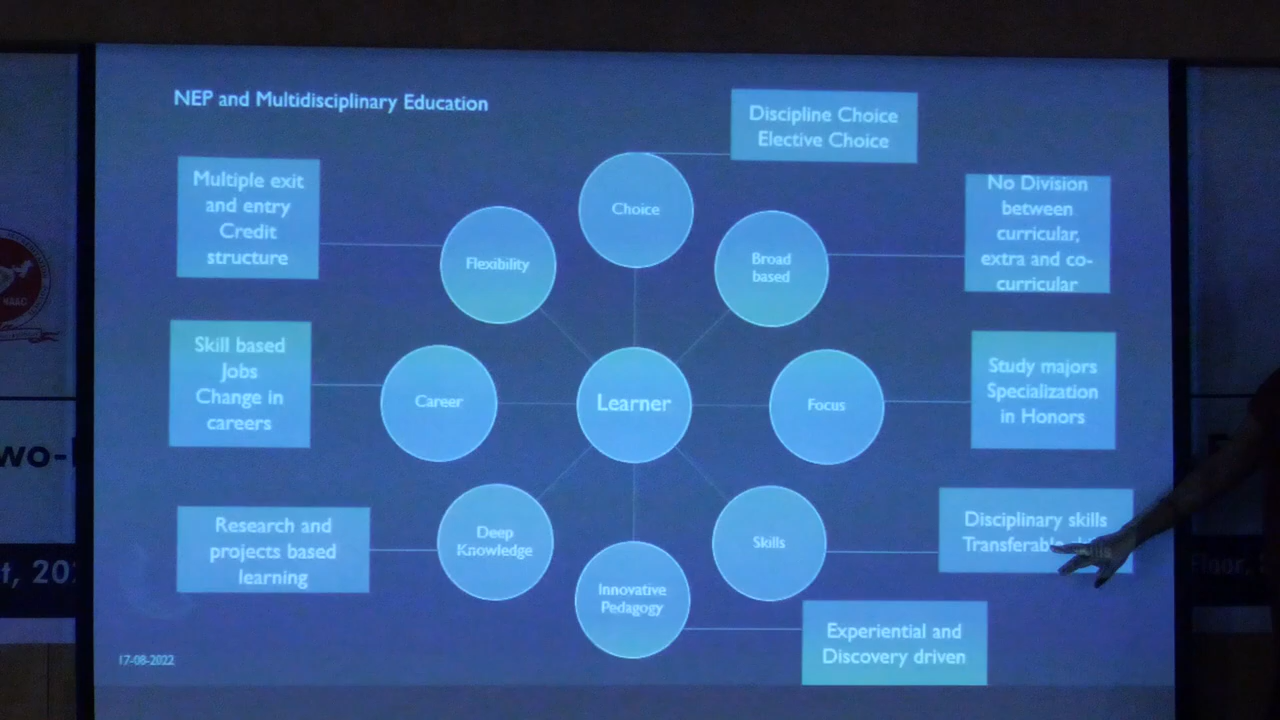 NEP and Multidisciplinary Education
Discipline Choice
Elective Choice
Multiple exit
and entry
Credit
structure
Choice
No Division
between
curricular,
extra and co-
curricular
Flexibility
Broad
based
Skill based
Jobs
Change in
careers
Career
Learner
Focus
Study majors
Specialization
in Honors
Research and
projects based
learning
Deep
Knowledge
Skills
Disciplinary skills
Transferable skills
Innovative
Pedagogy
Experiential and
Discovery driven
17-08-2022
wo-
t, 20